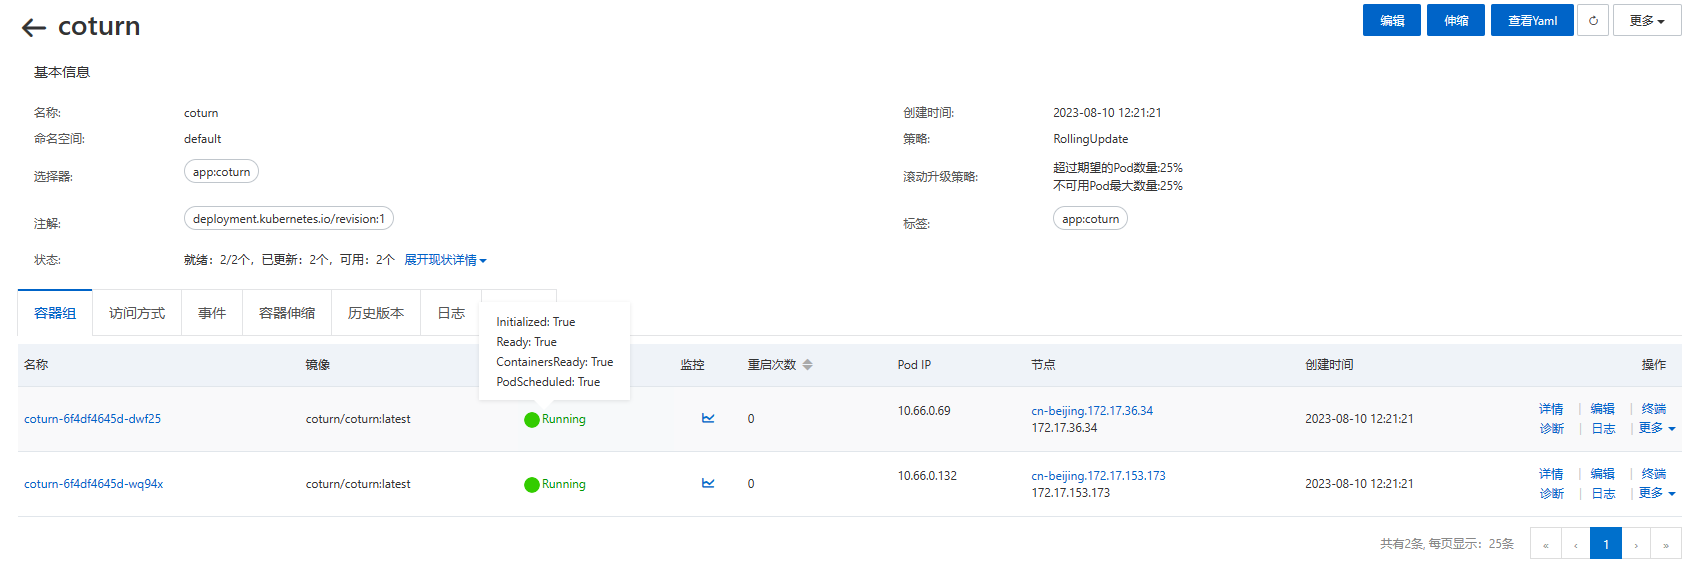 coturn
编辑
伸缩
查看Yaml
更多
基本信息
名称: coturn
创建时间: 2023-08-10 12:21:21
命名空间: default
策略: RollingUpdate
选择器: app:coturn
滚动升级策略: 超过期望的Pod数量:25%
不可用Pod最大数量:25%
注解: deployment.kubernetes.io/revision:1
标签: app:coturn
状态: 就绪：2/2个，已更新：2个，可用：2个 展开现状详情
容器组 访问方式 事件 容器伸缩 历史版本 日志
Initialized: True
Ready: True
ContainersReady: True
PodScheduled: True
名称 镜像 监控 重启次数 Pod IP 节点 创建时间 操作
coturn-6f4df4645d-dwf25 coturn/coturn:latest Running 0 10.66.0.69 cn-beijing.172.17.36.34 2023-08-10 12:21:21 详情 | 编辑 | 终端
172.17.36.34 诊断 | 日志 | 更多
coturn-6f4df4645d-wq94x coturn/coturn:latest Running 0 10.66.0.132 cn-beijing.172.17.153.173 2023-08-10 12:21:21 详情 | 编辑 | 终端
172.17.153.173 诊断 | 日志 | 更多
共有2条, 每页显示：25条 « ‹ 1 › »